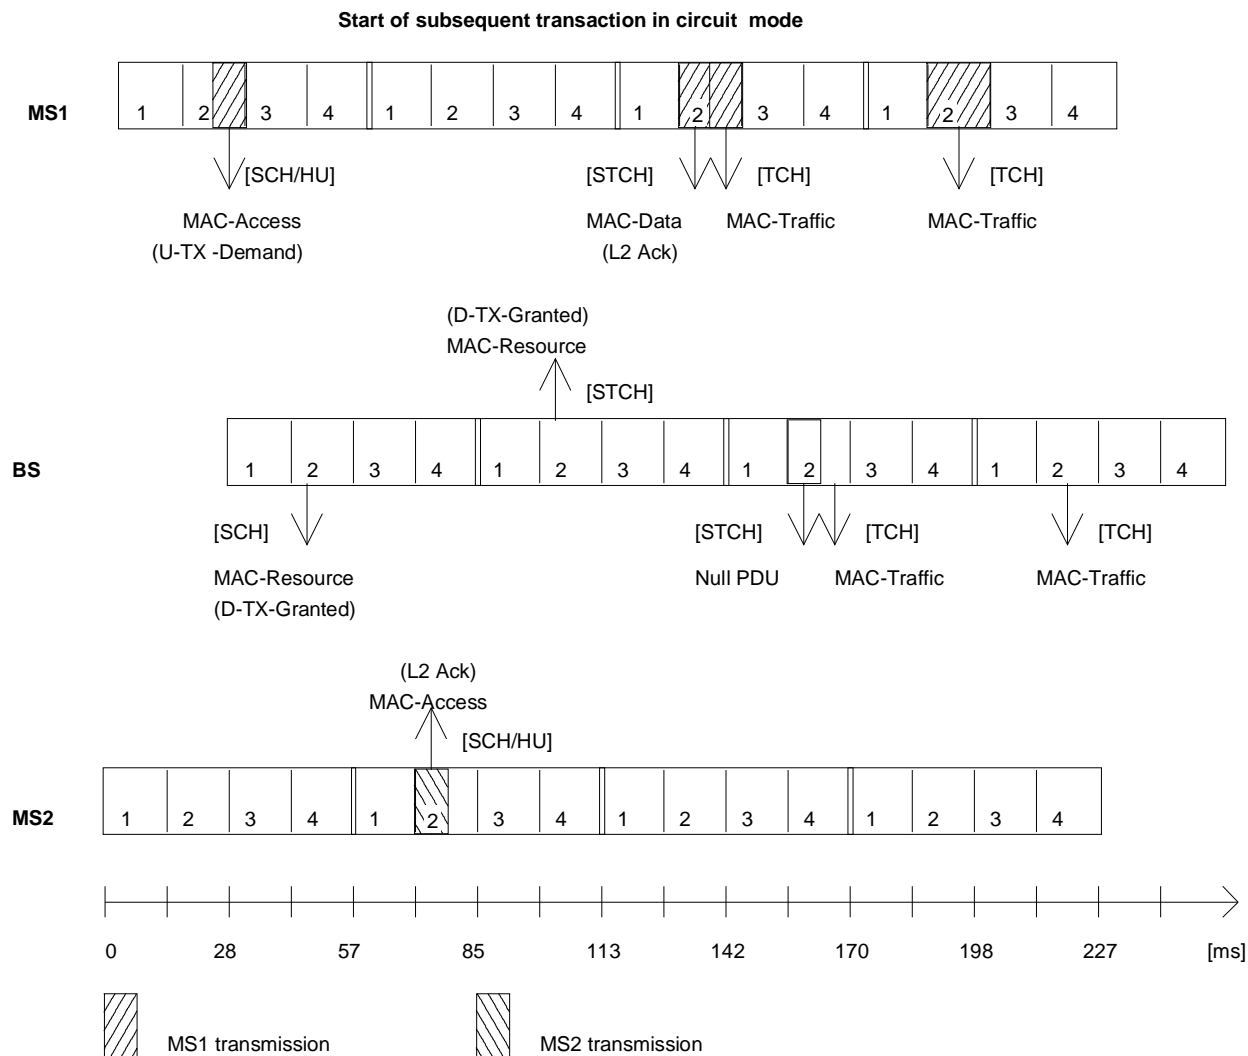 Start of subsequent transaction in circuit mode
MS1
1 2 3 4 1 2 3 4 1 2 3 4 1 2 3 4
[SCH/HU] [STCH] [TCH] [TCH]
MAC-Access MAC-Data MAC-Traffic MAC-Traffic
(U-TX -Demand) (L2 Ack)
(D-TX-Granted)
MAC-Resource
[STCH]
BS
1 2 3 4 1 2 3 4 1 2 3 4 1 2 3 4
[SCH] [STCH] [TCH] [TCH]
MAC-Resource Null PDU MAC-Traffic MAC-Traffic
(D-TX-Granted)
(L2 Ack)
MAC-Access
[SCH/HU]
MS2
1 2 3 4 1 2 3 4 1 2 3 4 1 2 3 4
0 28 57 85 113 142 170 198 227 [ms]
MS1 transmission MS2 transmission